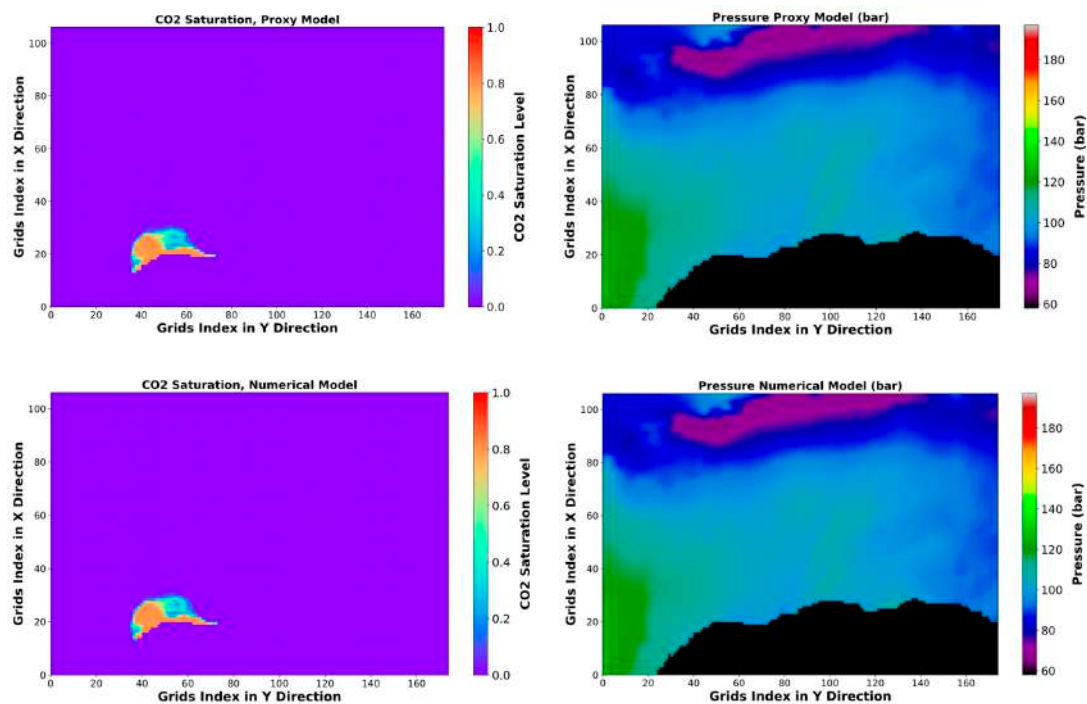 CO2 Saturation, Proxy Model
100
80
60
40
20
0
0 20 40 60 80 100 120 140 160
Grids Index in X Direction
Grids Index in Y Direction
1.0
0.8
0.6
0.4
0.2
0.0
CO2 Saturation Level
Pressure Proxy Model (bar)
100
80
60
40
20
0
0 20 40 60 80 100 120 140 160
Grids Index in X Direction
Grids Index in Y Direction
180
160
140
120
100
80
60
Pressure (bar)
CO2 Saturation, Numerical Model
100
80
60
40
20
0
0 20 40 60 80 100 120 140 160
Grids Index in X Direction
Grids Index in Y Direction
1.0
0.8
0.6
0.4
0.2
0.0
CO2 Saturation Level
Pressure Numerical Model (bar)
100
80
60
40
20
0
0 20 40 60 80 100 120 140 160
Grids Index in X Direction
Grids Index in Y Direction
180
160
140
120
100
80
60
Pressure (bar)